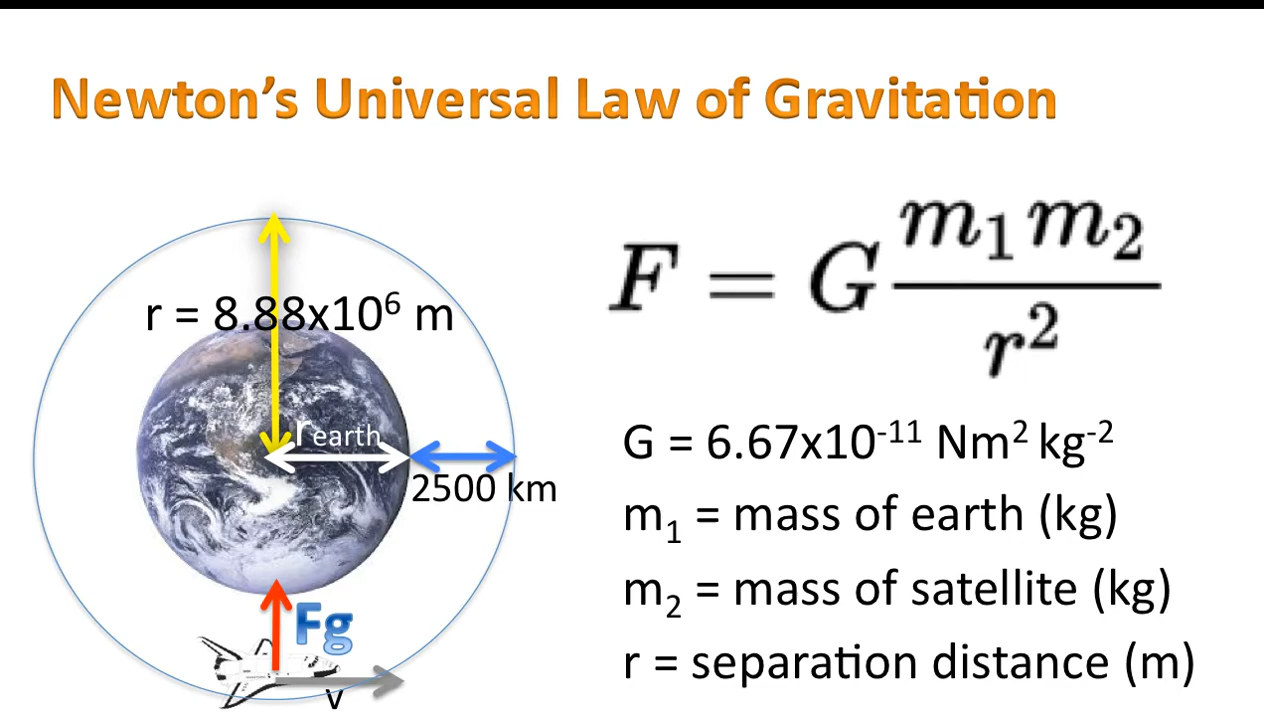 Newton's Universal Law of Gravitation
F = G m₁m₂ / r²
r = 8.88x10⁶ m
rearth
2500 km
Fg
v
G = 6.67x10⁻¹¹ Nm² kg⁻²
m₁ = mass of earth (kg)
m₂ = mass of satellite (kg)
r = separation distance (m)